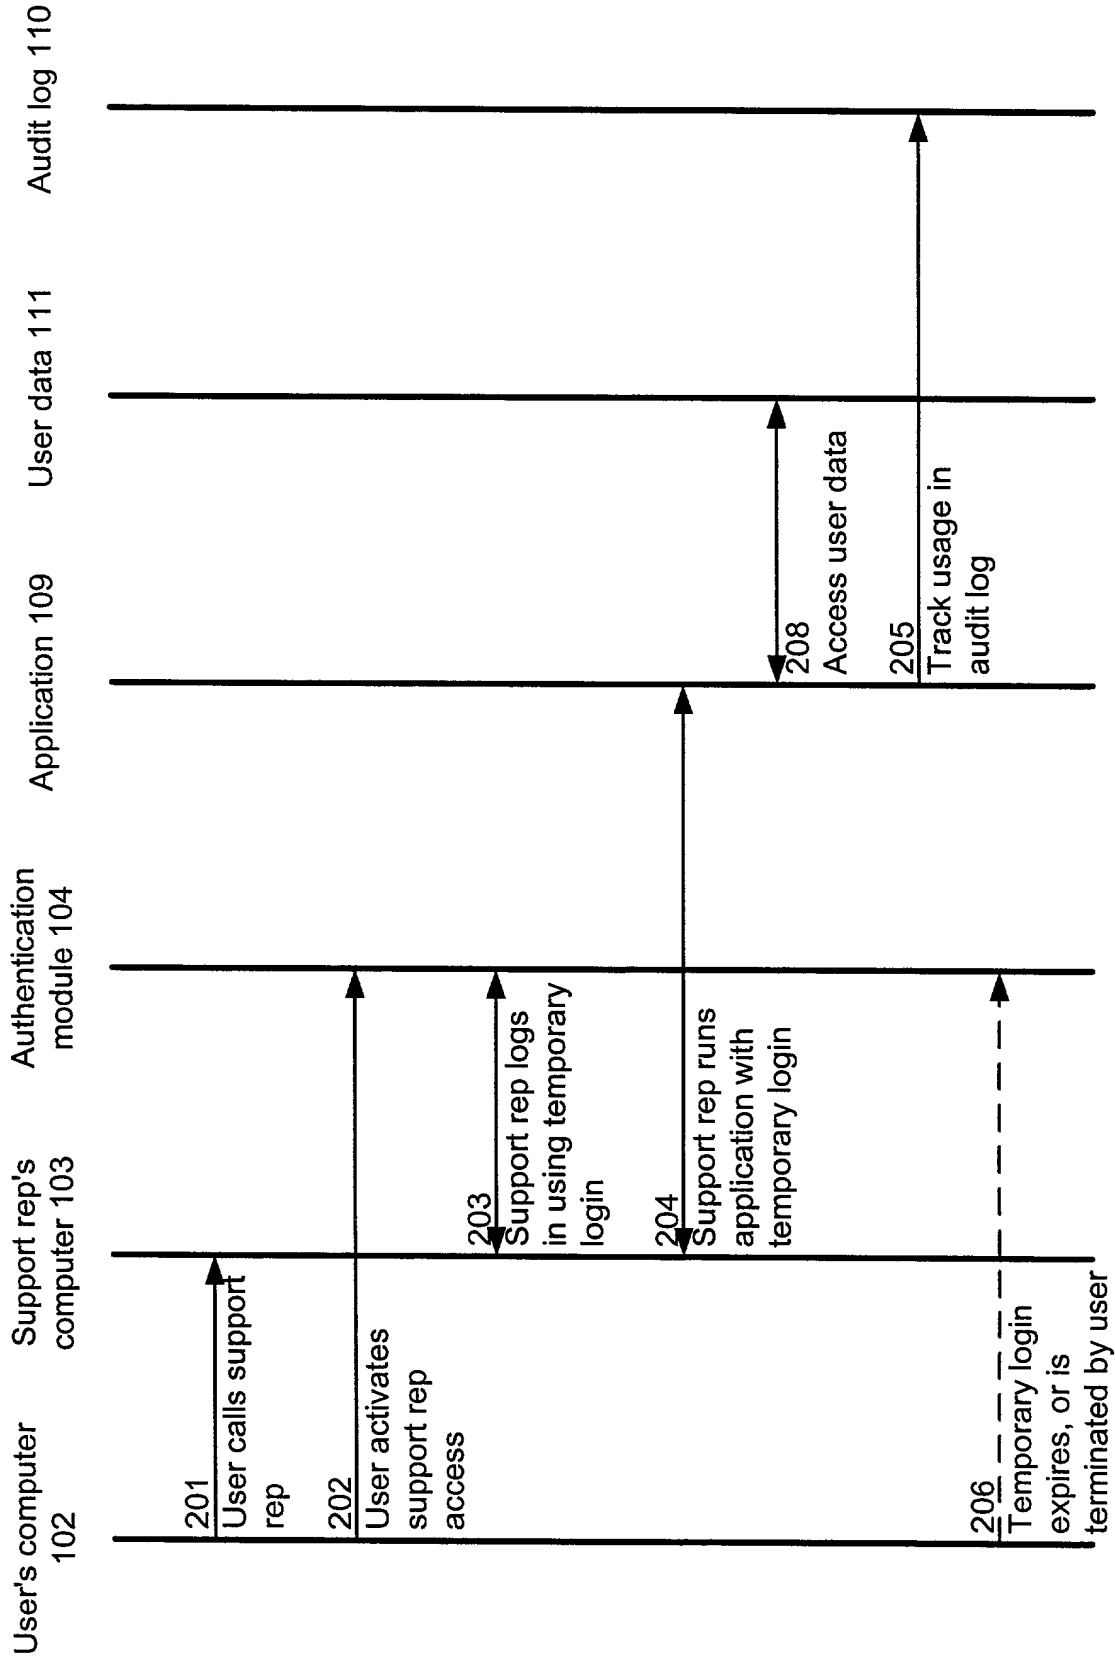 User's computer
102
Support rep's
computer 103
Authentication
module 104
Application 109
User data 111
Audit log 110
201
User calls support
rep
202
User activates
support rep
access
203
Support rep logs
in using temporary
login
204
Support rep runs
application with
temporary login
208
Access user data
205
Track usage in
audit log
206
Temporary login
expires, or is
terminated by user